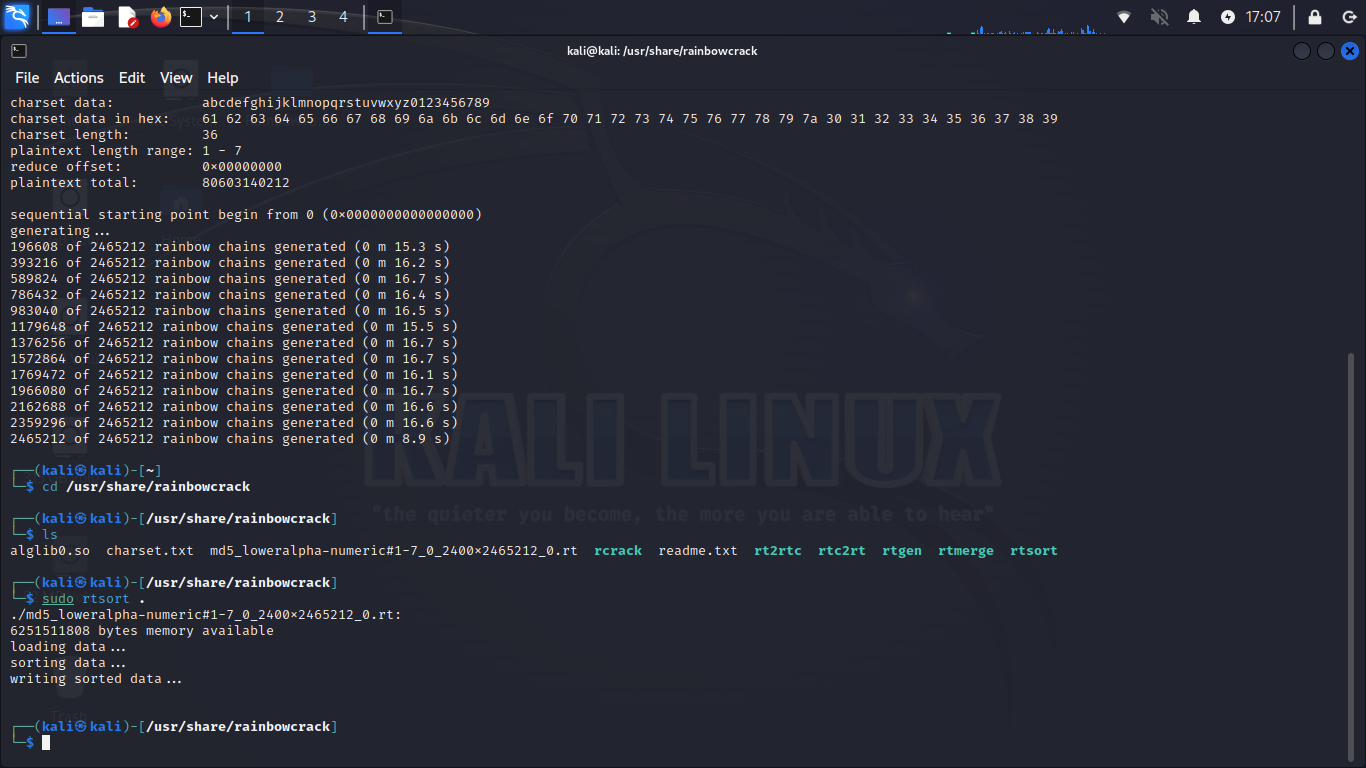 1 2 3 4 17:07
kali@kali: /usr/share/rainbowcrack
File Actions Edit View Help
charset data: abcdefghijklmnopqrstuvwxyz0123456789
charset data in hex: 61 62 63 64 65 66 67 68 69 6a 6b 6c 6d 6e 6f 70 71 72 73 74 75 76 77 78 79 7a 30 31 32 33 34 35 36 37 38 39
charset length: 36
plaintext length range: 1 - 7
reduce offset: 0×00000000
plaintext total: 80603140212
sequential starting point begin from 0 (0×0000000000000000)
generating...
196608 of 2465212 rainbow chains generated (0 m 15.3 s)
393216 of 2465212 rainbow chains generated (0 m 16.2 s)
589824 of 2465212 rainbow chains generated (0 m 16.7 s)
786432 of 2465212 rainbow chains generated (0 m 16.4 s)
983040 of 2465212 rainbow chains generated (0 m 16.5 s)
1179648 of 2465212 rainbow chains generated (0 m 15.5 s)
1376256 of 2465212 rainbow chains generated (0 m 16.7 s)
1572864 of 2465212 rainbow chains generated (0 m 16.7 s)
1769472 of 2465212 rainbow chains generated (0 m 16.1 s)
1966080 of 2465212 rainbow chains generated (0 m 16.7 s)
2162688 of 2465212 rainbow chains generated (0 m 16.6 s)
2359296 of 2465212 rainbow chains generated (0 m 16.6 s)
2465212 of 2465212 rainbow chains generated (0 m 8.9 s)
KALI LINUX
┌──(kali㉿kali)-[~]
└─$ cd /usr/share/rainbowcrack
"the quieter you become, the more you are able to hear"
┌──(kali㉿kali)-[/usr/share/rainbowcrack]
└─$ ls
alglib0.so charset.txt md5_loweralpha-numeric#1-7_0_2400×2465212_0.rt rcrack readme.txt rt2rtc rtc2rt rtgen rtmerge rtsort
┌──(kali㉿kali)-[/usr/share/rainbowcrack]
└─$ sudo rtsort .
./md5_loweralpha-numeric#1-7_0_2400×2465212_0.rt:
6251511808 bytes memory available
loading data...
sorting data...
writing sorted data...
Trash
┌──(kali㉿kali)-[/usr/share/rainbowcrack]
└─$